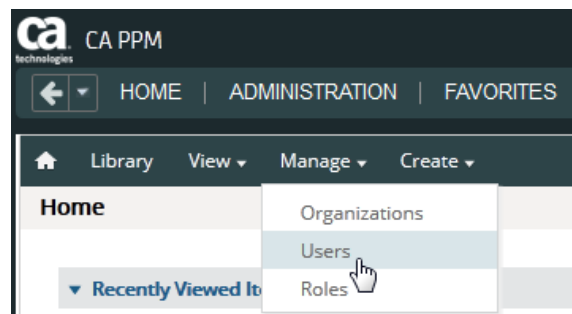 ca
technologies
CA PPM
HOME | ADMINISTRATION | FAVORITES
Library View Manage Create
Home
Organizations
Users
Recently Viewed It
Roles